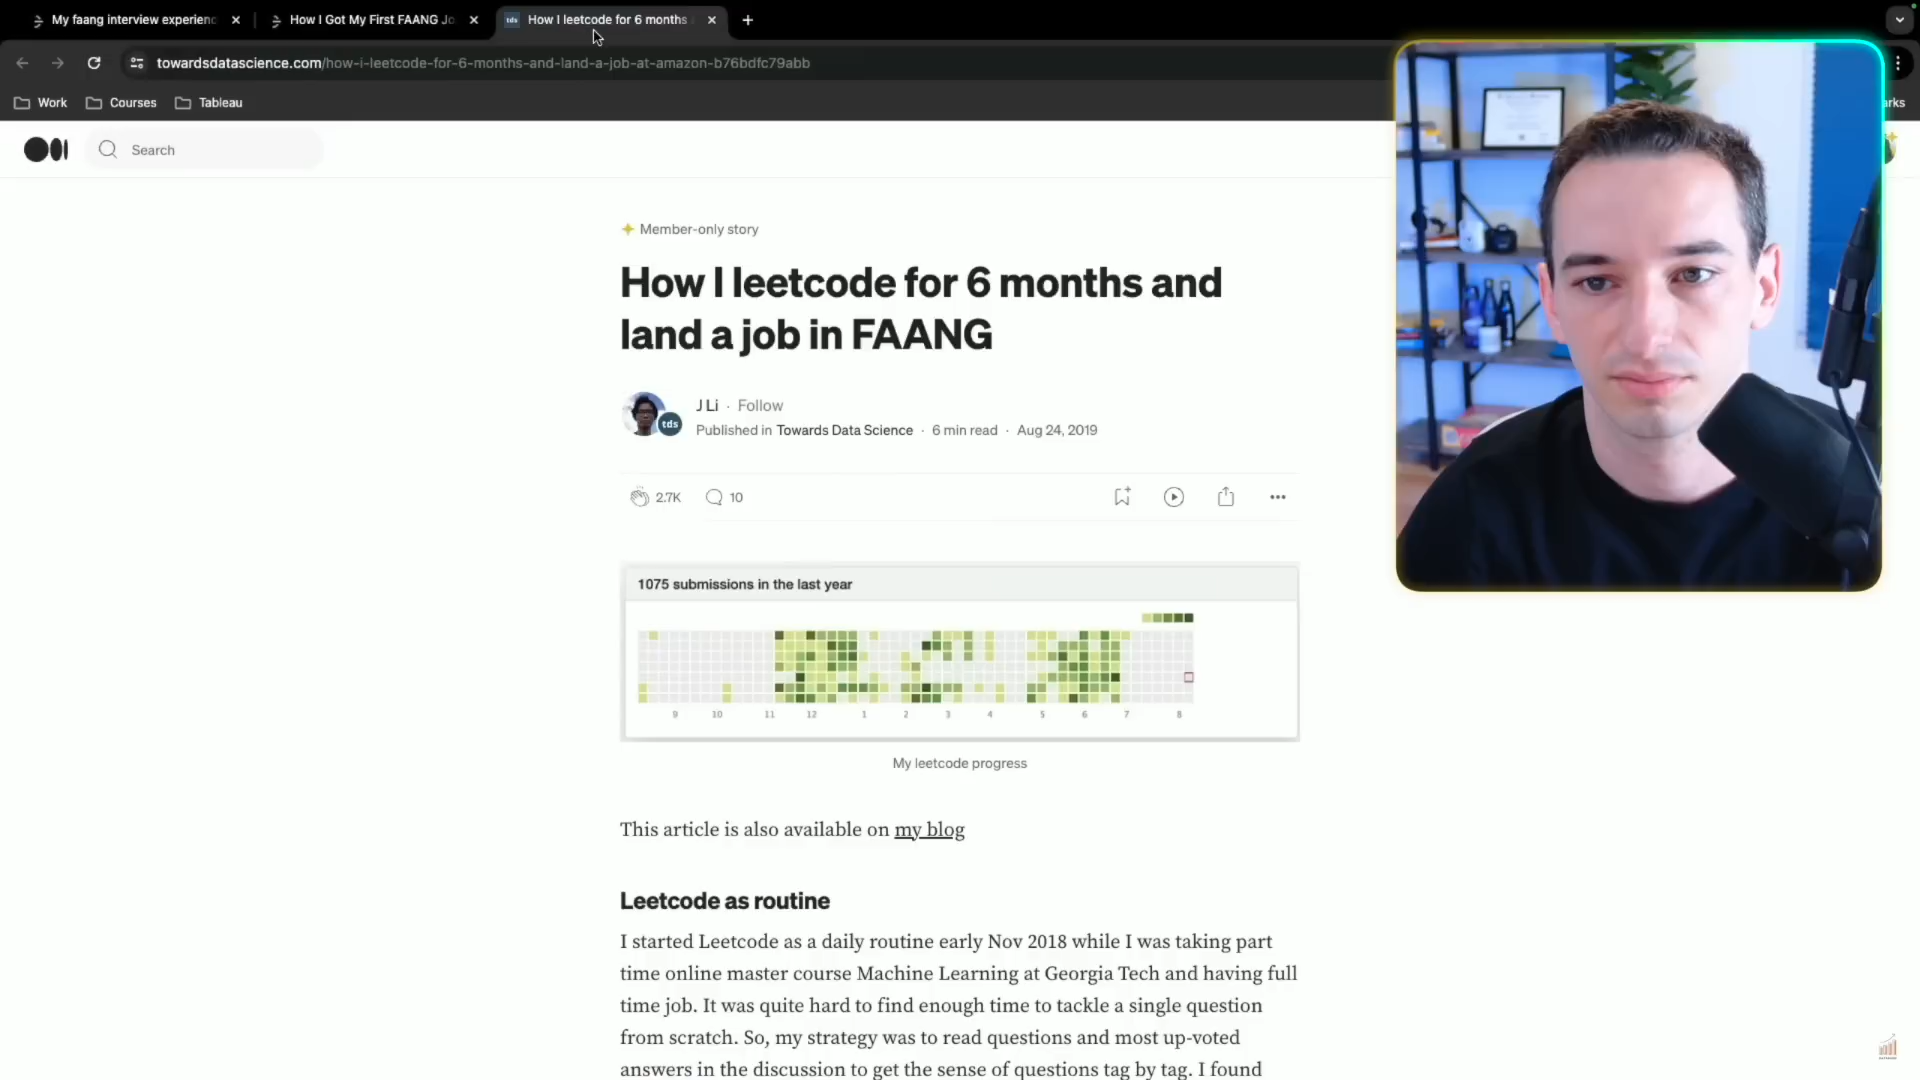 My faang interview experienc
How I Got My First FAANG Jo
tds
How I leetcode for 6 months
towardsdatascience.com/how-i-leetcode-for-6-months-and-land-a-job-at-amazon-b76bdfc79abb
Work
Courses
Tableau
arks
Search
Member-only story
How I leetcode for 6 months and
land a job in FAANG
J Li · Follow
tds
Published in Towards Data Science · 6 min read · Aug 24, 2019
2.7K
10
1075 submissions in the last year
9 10 11 12 1 2 3 4 5 6 7 8
My leetcode progress
This article is also available on my blog
Leetcode as routine
I started Leetcode as a daily routine early Nov 2018 while I was taking part
time online master course Machine Learning at Georgia Tech and having full
time job. It was quite hard to find enough time to tackle a single question
from scratch. So, my strategy was to read questions and most up-voted
answers in the discussion to get the sense of questions tag by tag. I found